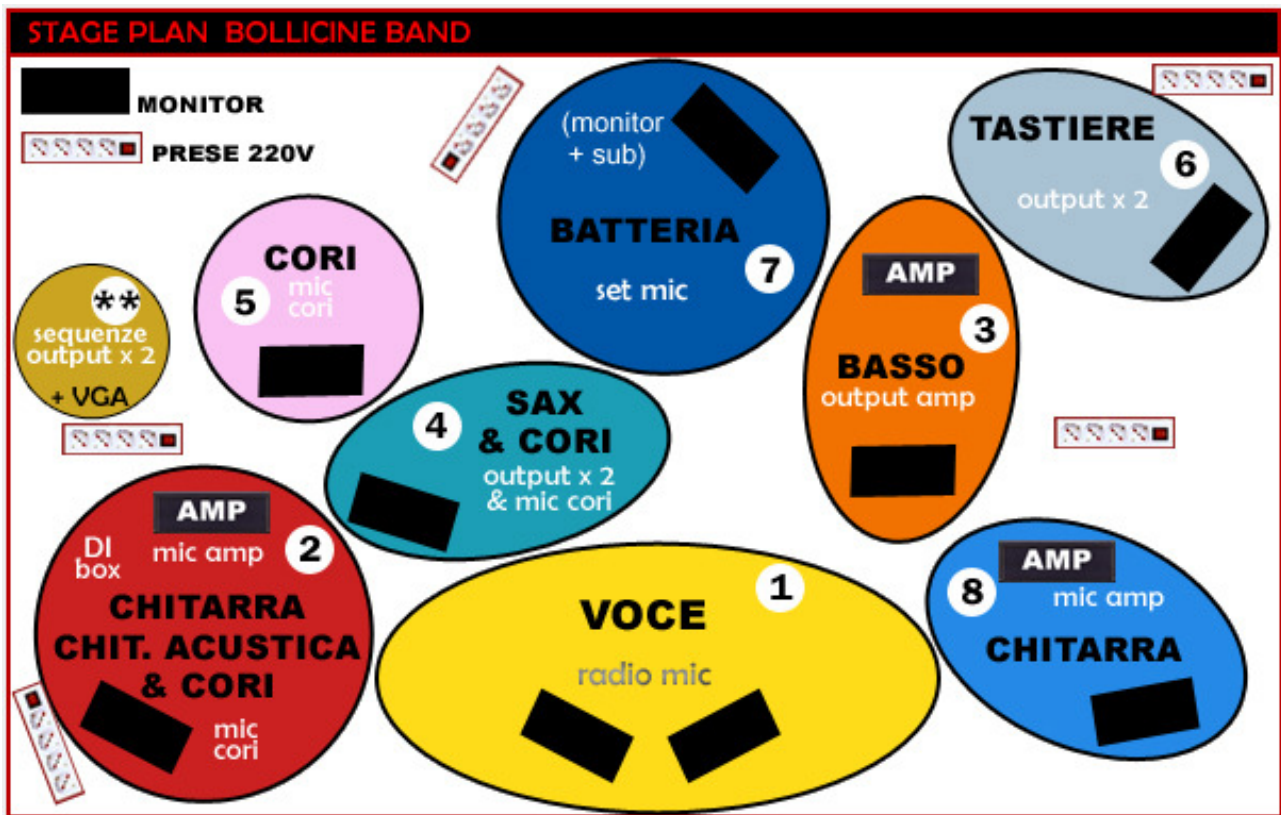 STAGE PLAN BOLLICINE BAND
MONITOR
PRESE 220V
(monitor
+ sub)
BATTERIA
7
set mic
TASTIERE
6
output x 2
CORI
5
mic
cori
**
sequenze
output x 2
+ VGA
AMP
3
BASSO
output amp
4
SAX
& CORI
output x 2
& mic cori
AMP
DI
box
mic amp
2
CHITARRA
CHIT. ACUSTICA
& CORI
mic
cori
1
VOCE
radio mic
AMP
8
mic amp
CHITARRA